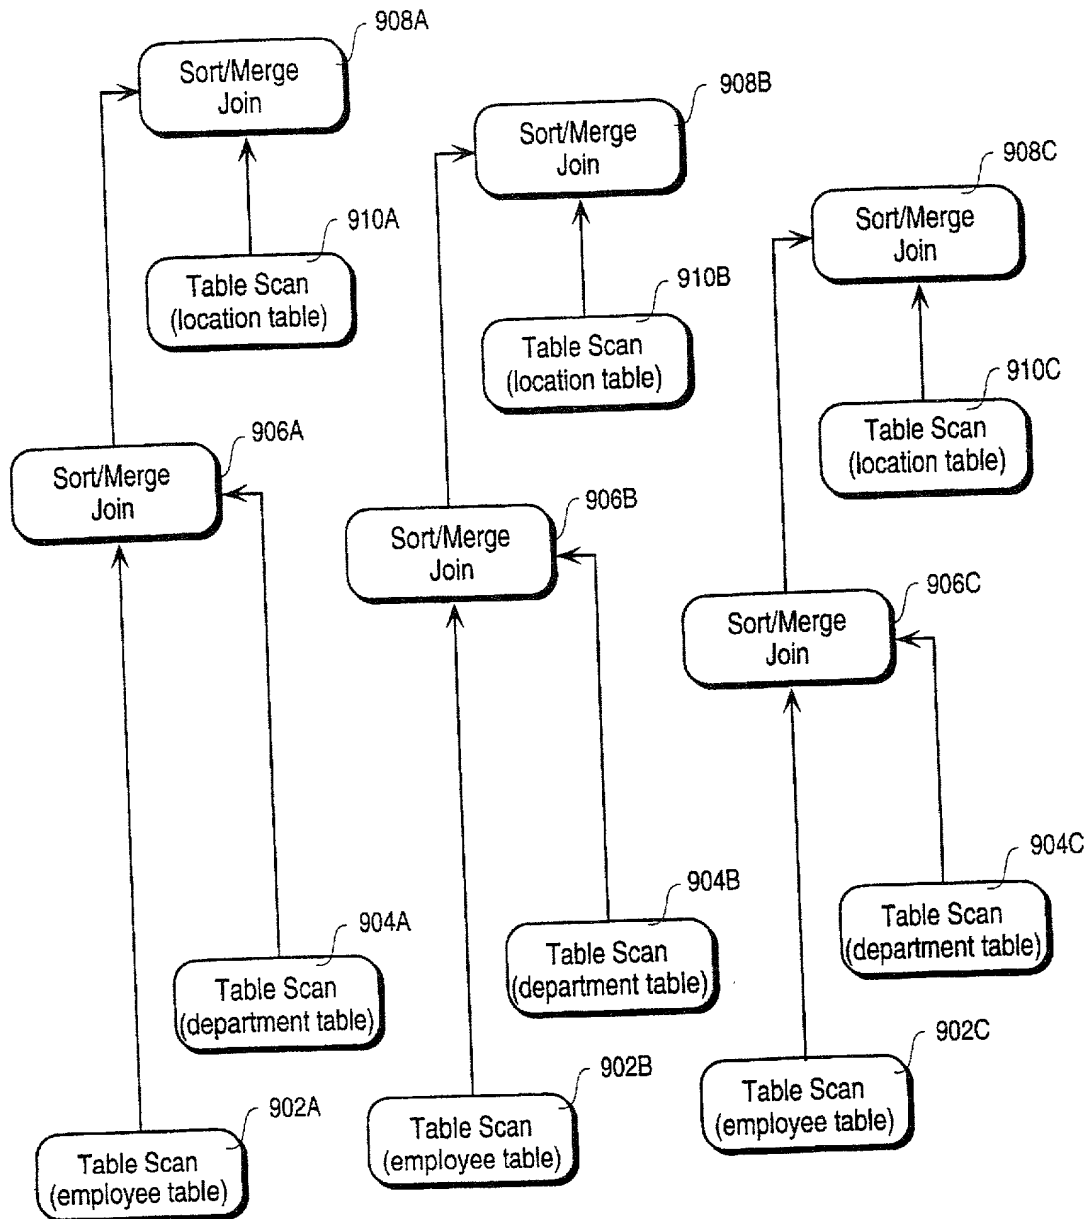 908A
Sort/Merge
Join
908B
Sort/Merge
Join
908C
Sort/Merge
Join
910A
Table Scan
(location table)
910B
Table Scan
(location table)
910C
Table Scan
(location table)
906A
Sort/Merge
Join
906B
Sort/Merge
Join
906C
Sort/Merge
Join
904A
Table Scan
(department table)
904B
Table Scan
(department table)
904C
Table Scan
(department table)
902A
Table Scan
(employee table)
902B
Table Scan
(employee table)
902C
Table Scan
(employee table)